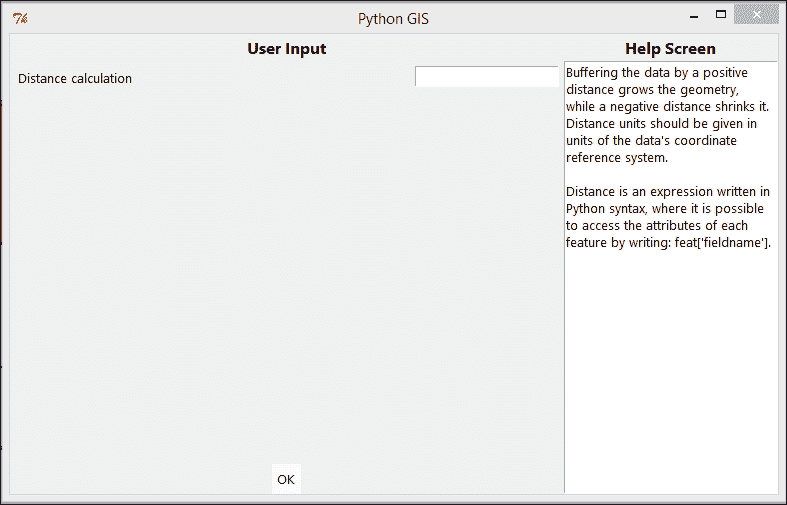 Python GIS
User Input
Distance calculation
OK
Help Screen
Buffering the data by a positive
distance grows the geometry,
while a negative distance shrinks it.
Distance units should be given in
units of the data's coordinate
reference system.
Distance is an expression written in
Python syntax, where it is possible
to access the attributes of each
feature by writing: feat['fieldname'].